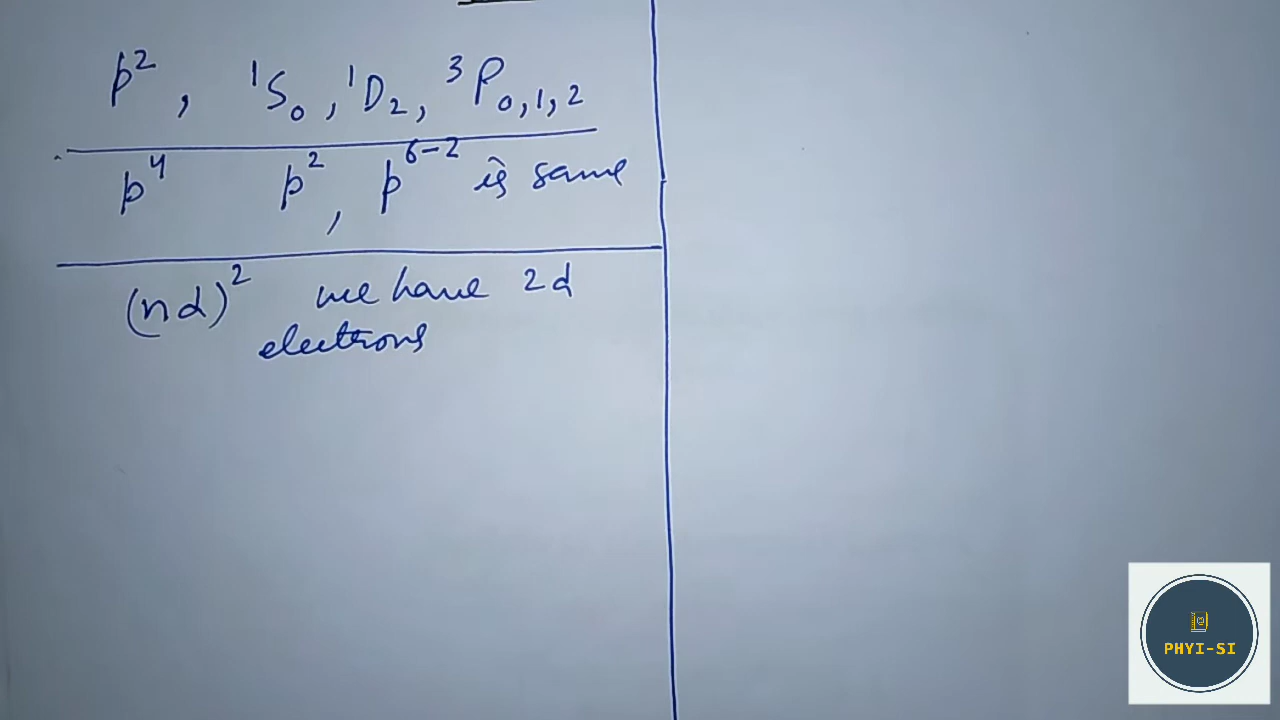 p², ¹S₀, ¹D₂, ³P₀,₁,₂
p⁴ p², p⁶⁻² is same
(nd)² we have 2d
electrons
PHYI-SI